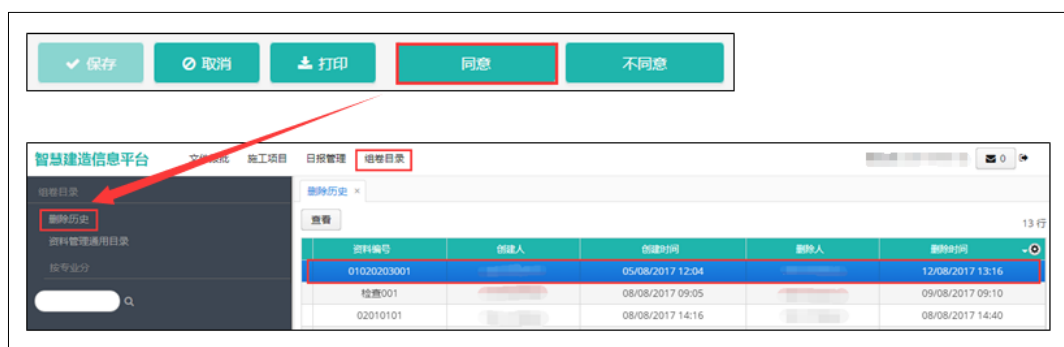 保存 取消 打印 同意 不同意
智慧建造信息平台 施工项目 日报管理 组卷目录 0
组卷目录 删除历史 ×
删除历史 查看
13 行
资料管理通用目录
资料编号 创建人 创建时间 删除人 删除时间
按专业分 01020203001 05/08/2017 12:04 12/08/2017 13:16
检查001 08/08/2017 09:05 09/08/2017 09:10
02010101 08/08/2017 14:16 08/08/2017 14:40